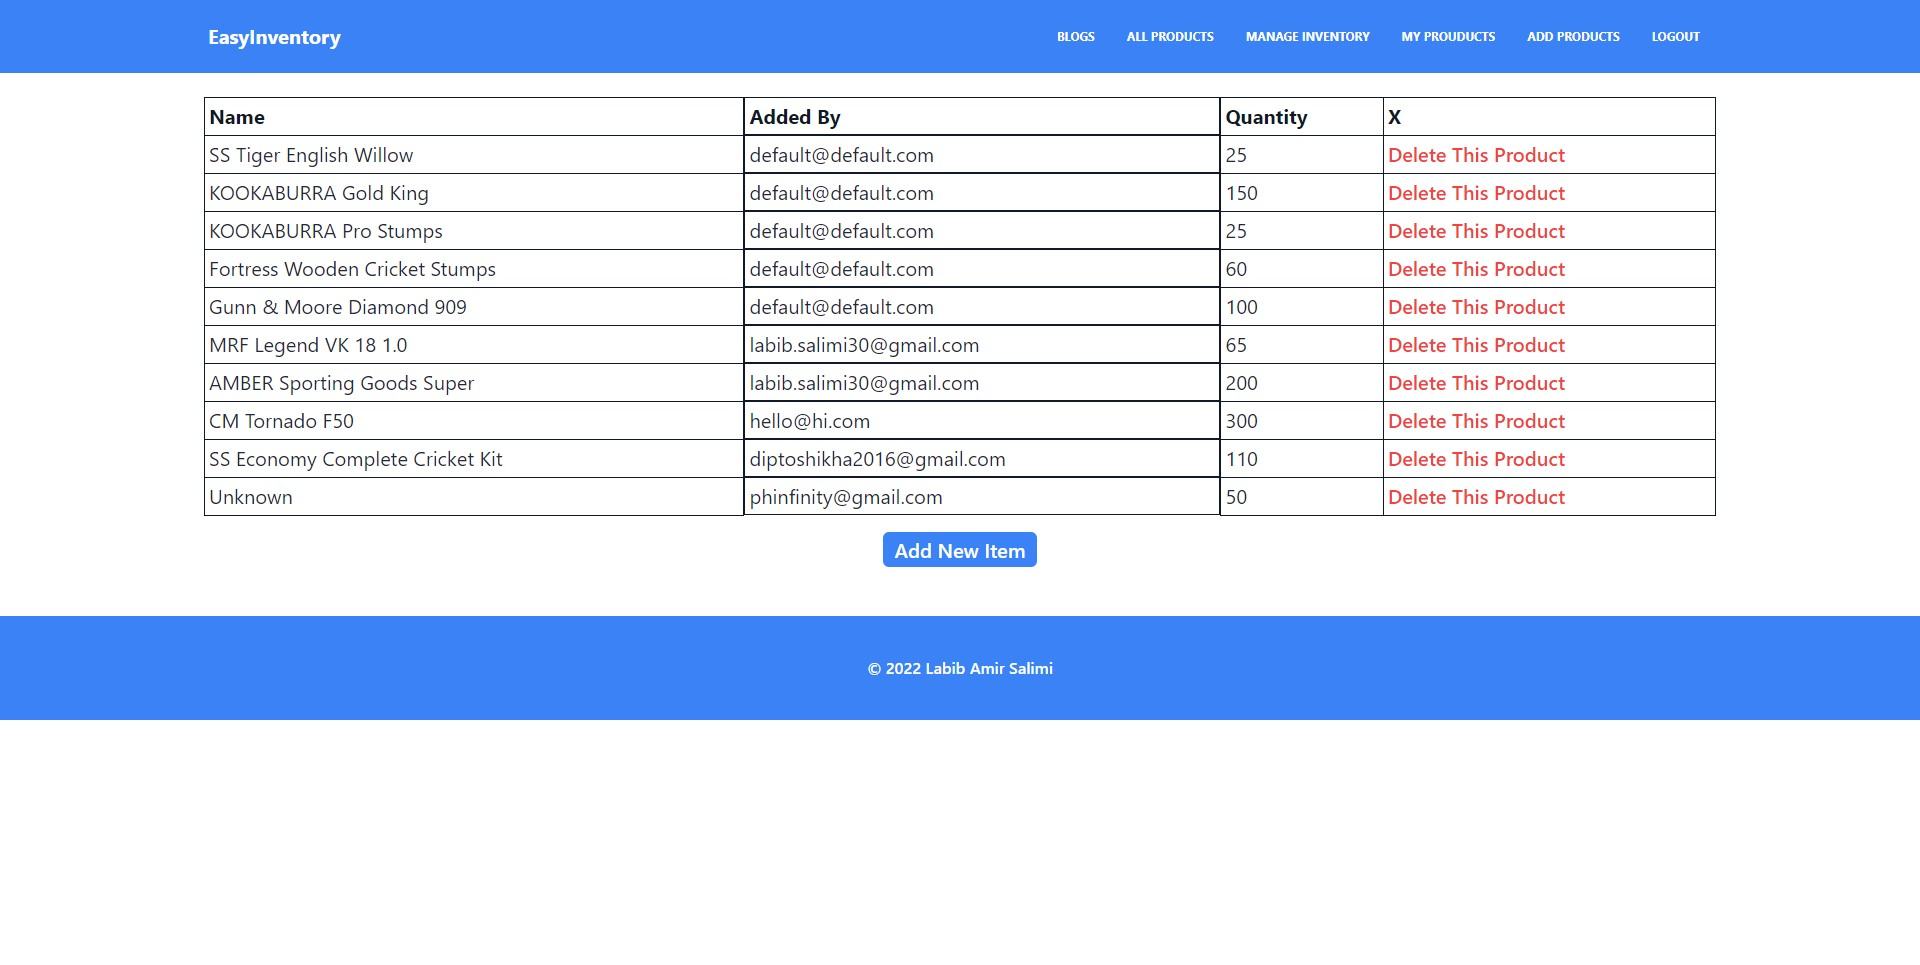 EasyInventory BLOGS ALL PRODUCTS MANAGE INVENTORY MY PROUDUCTS ADD PRODUCTS LOGOUT
Name Added By Quantity X
SS Tiger English Willow default@default.com 25 Delete This Product
KOOKABURRA Gold King default@default.com 150 Delete This Product
KOOKABURRA Pro Stumps default@default.com 25 Delete This Product
Fortress Wooden Cricket Stumps default@default.com 60 Delete This Product
Gunn & Moore Diamond 909 default@default.com 100 Delete This Product
MRF Legend VK 18 1.0 labib.salimi30@gmail.com 65 Delete This Product
AMBER Sporting Goods Super labib.salimi30@gmail.com 200 Delete This Product
CM Tornado F50 hello@hi.com 300 Delete This Product
SS Economy Complete Cricket Kit diptoshikha2016@gmail.com 110 Delete This Product
Unknown phinfinity@gmail.com 50 Delete This Product
Add New Item
© 2022 Labib Amir Salimi